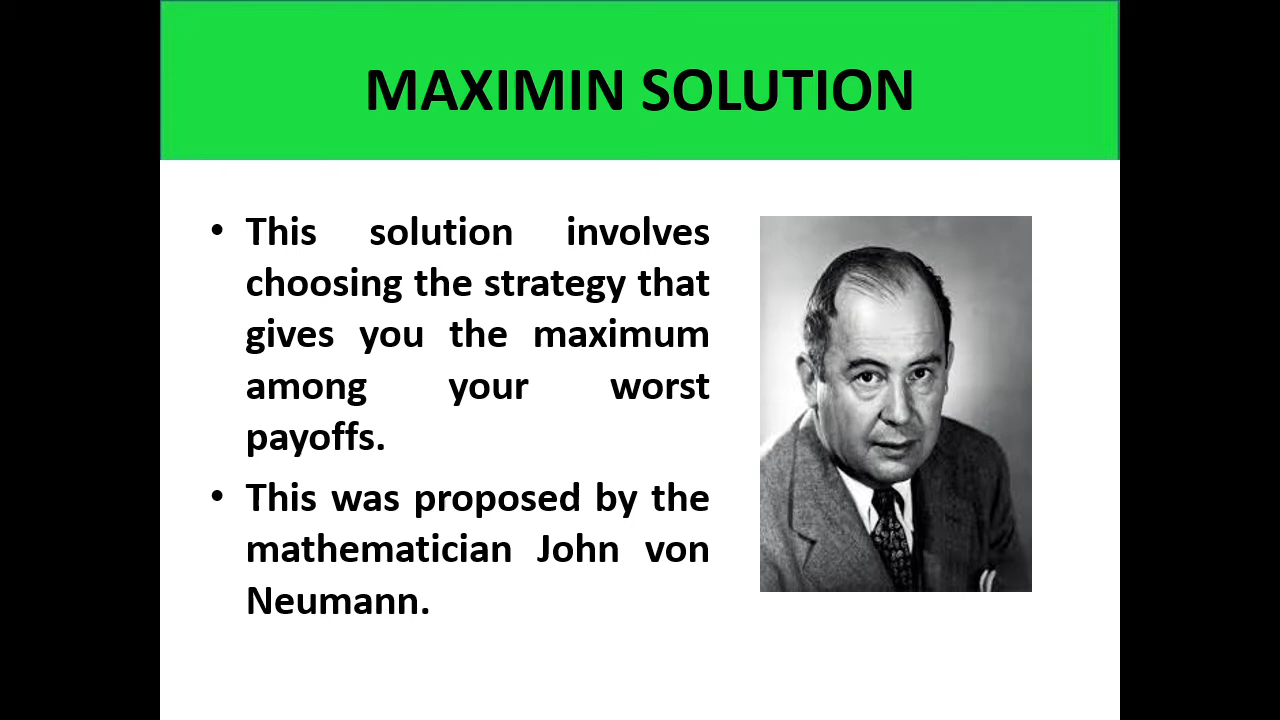 MAXIMIN SOLUTION
• This solution involves
choosing the strategy that
gives you the maximum
among your worst
payoffs.
• This was proposed by the
mathematician John von
Neumann.